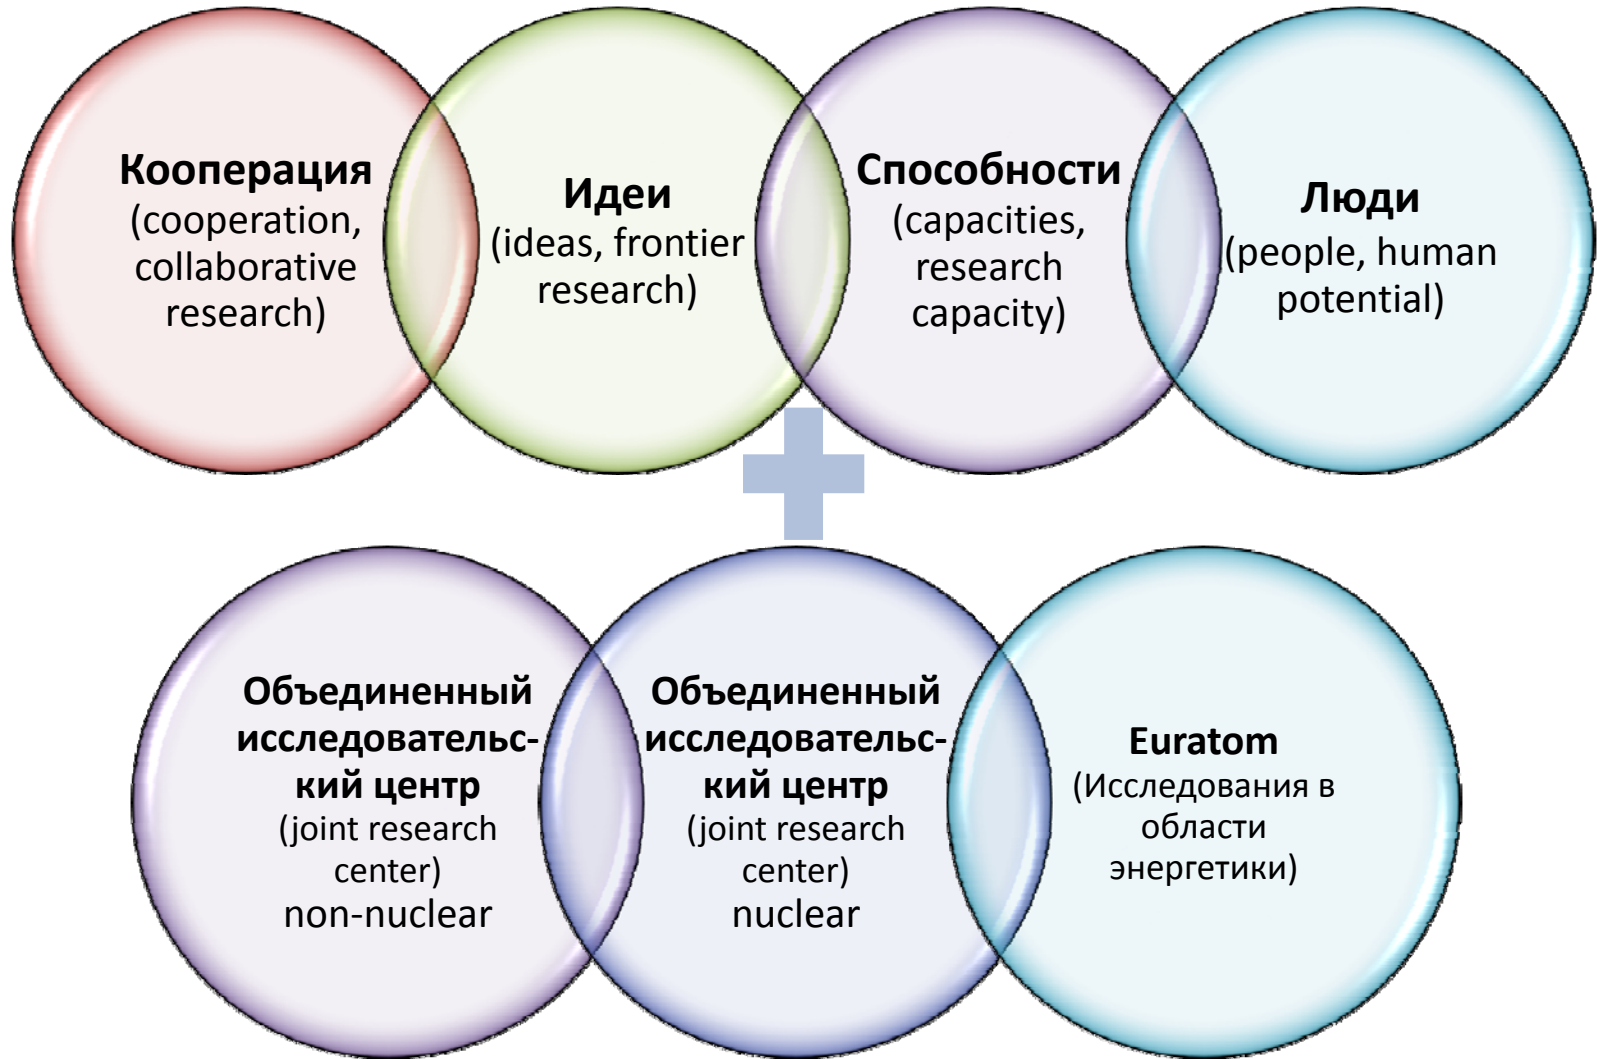 Кооперация
(cooperation,
collaborative
research)
Идеи
(ideas, frontier
research)
Способности
(capacities,
research
capacity)
Люди
(people, human
potential)
Объединенный
исследовательс-
кий центр
(joint research
center)
non-nuclear
Объединенный
исследовательс-
кий центр
(joint research
center)
nuclear
Euratom
(Исследования в
области
энергетики)